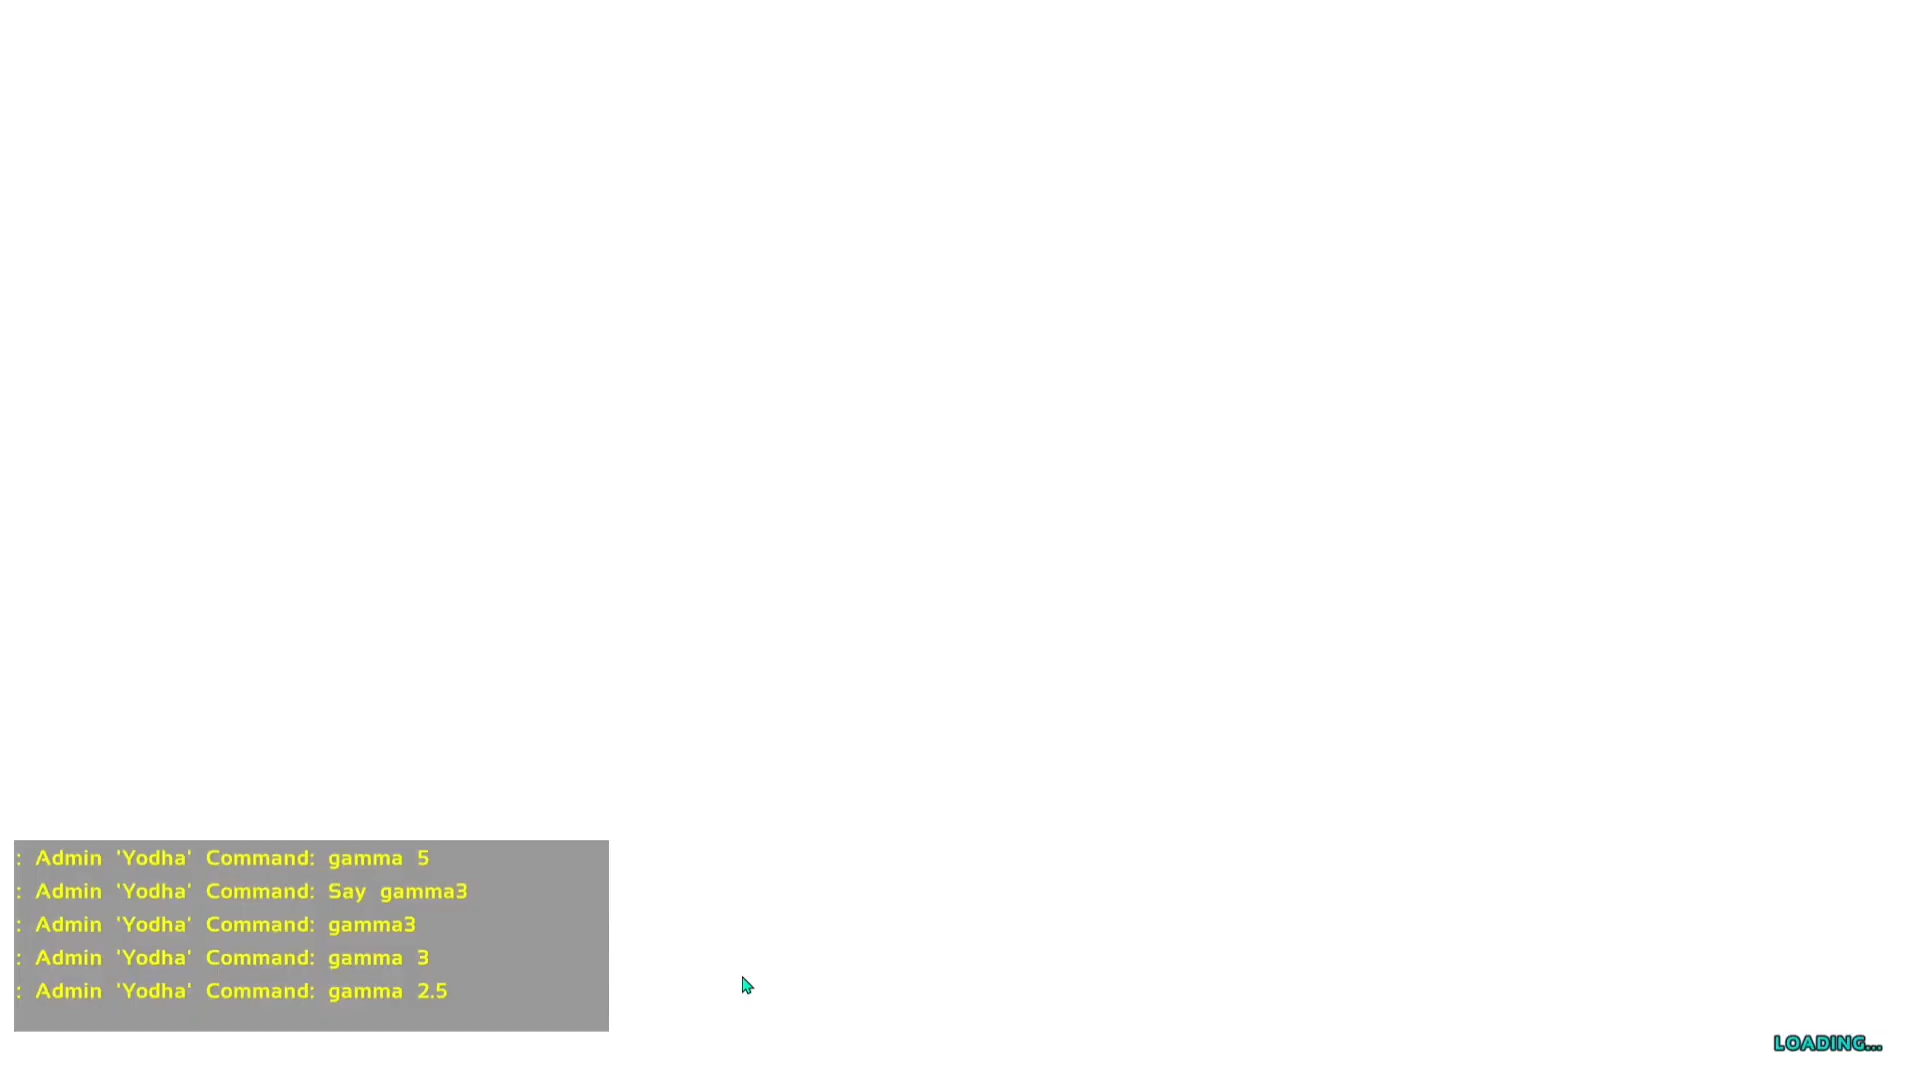 : Admin 'Yodha' Command: gamma 5
: Admin 'Yodha' Command: Say gamma3
: Admin 'Yodha' Command: gamma3
: Admin 'Yodha' Command: gamma 3
: Admin 'Yodha' Command: gamma 2.5
LOADING...